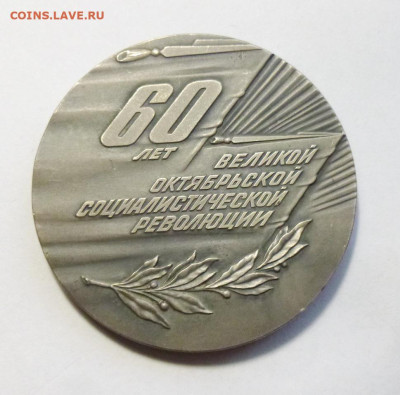 COINS.LAVE.RU
60
ЛЕТ
ВЕЛИКОЙ
ОКТЯБРЬСКОЙ
СОЦИАЛИСТИЧЕСКОЙ
РЕВОЛЮЦИИ